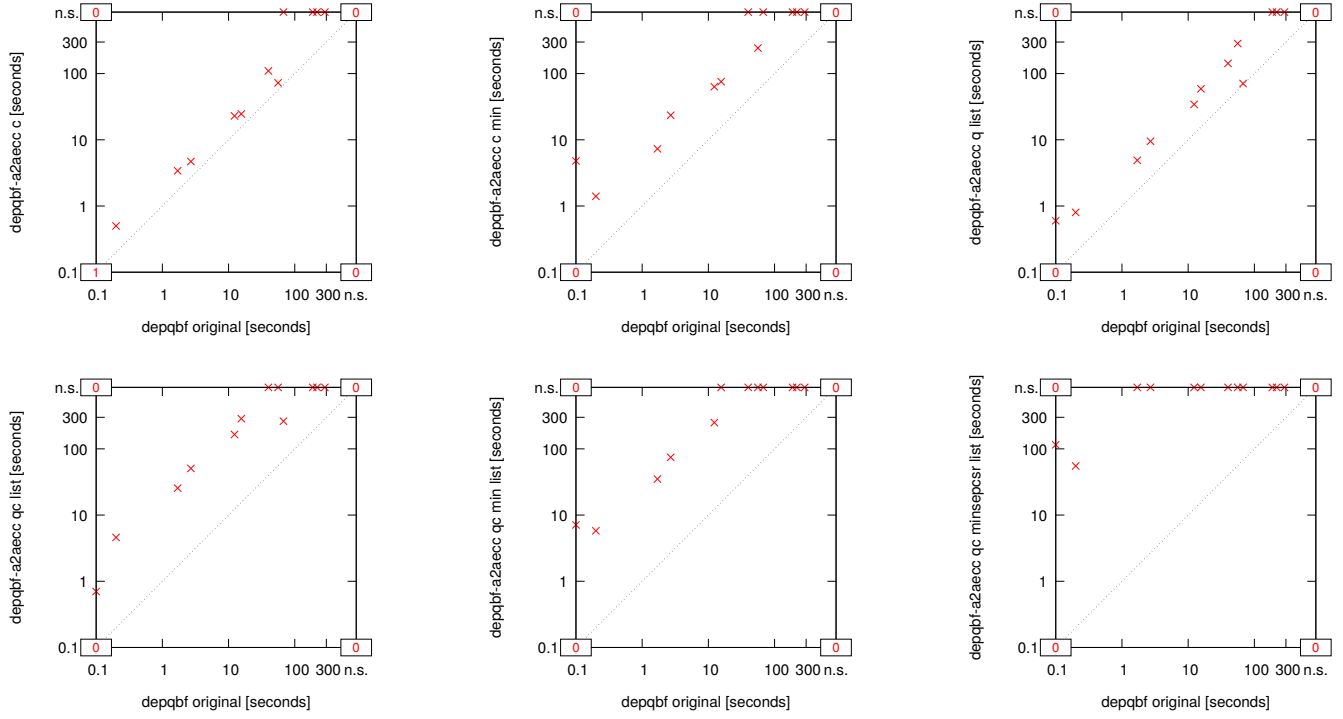 n.s. 0 0
300
100
10
1
0.1 1 0
0.1 1 10 100 300 n.s.
depqbf-a2aecc c [seconds]
depqbf original [seconds]
n.s. 0 0
300
100
10
1
0.1 0 0
0.1 1 10 100 300 n.s.
depqbf-a2aecc c min [seconds]
depqbf original [seconds]
n.s. 0 0
300
100
10
1
0.1 0 0
0.1 1 10 100 300 n.s.
depqbf-a2aecc q list [seconds]
depqbf original [seconds]
n.s. 0 0
300
100
10
1
0.1 0 0
0.1 1 10 100 300 n.s.
depqbf-a2aecc qc list [seconds]
depqbf original [seconds]
n.s. 0 0
300
100
10
1
0.1 0 0
0.1 1 10 100 300 n.s.
depqbf-a2aecc qc min list [seconds]
depqbf original [seconds]
n.s. 0 0
300
100
10
1
0.1 0 0
0.1 1 10 100 300 n.s.
depqbf-a2aecc qc minsepcsr list [seconds]
depqbf original [seconds]